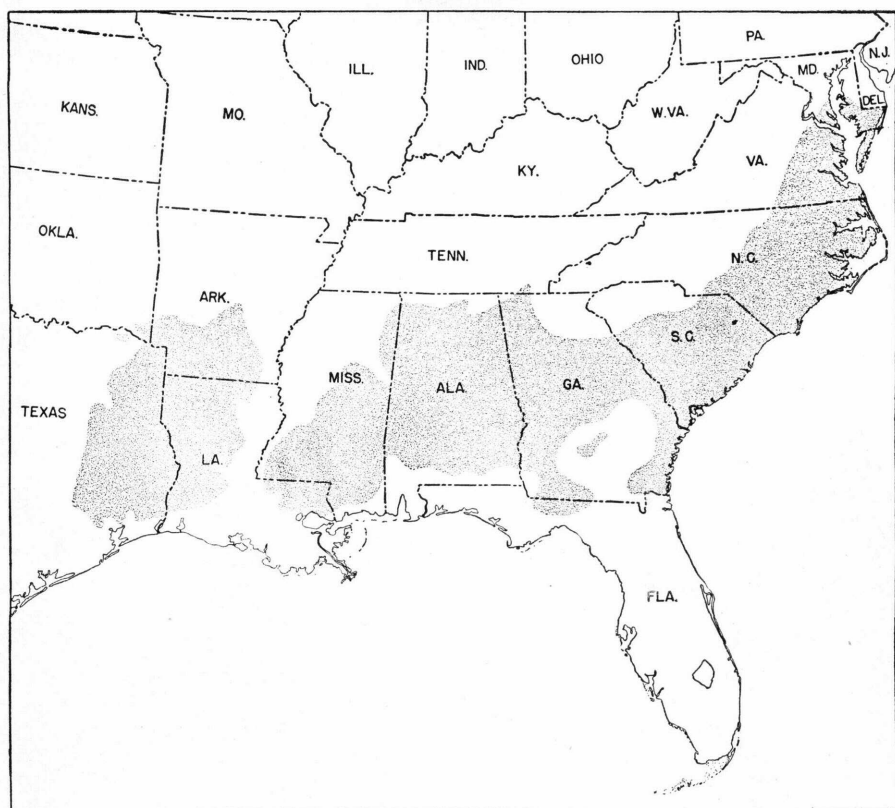 PA.
N.J.
ILL.
IND.
OHIO
MD.
KANS.
MO.
W.VA.
DEL.
KY.
VA.
OKLA.
TENN.
N.C.
ARK.
S.C.
MISS.
ALA.
GA.
TEXAS
LA.
FLA.